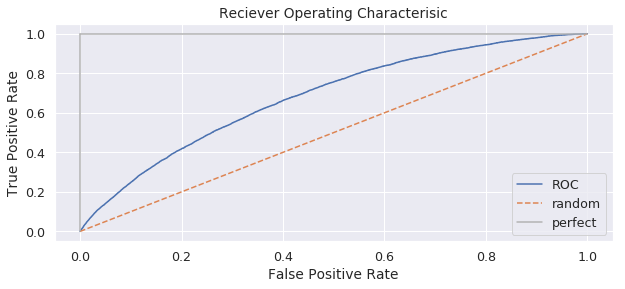 Reciever Operating Characterisic
True Positive Rate
1.0
0.8
0.6
0.4
0.2
0.0
ROC
random
perfect
0.0 0.2 0.4 0.6 0.8 1.0
False Positive Rate